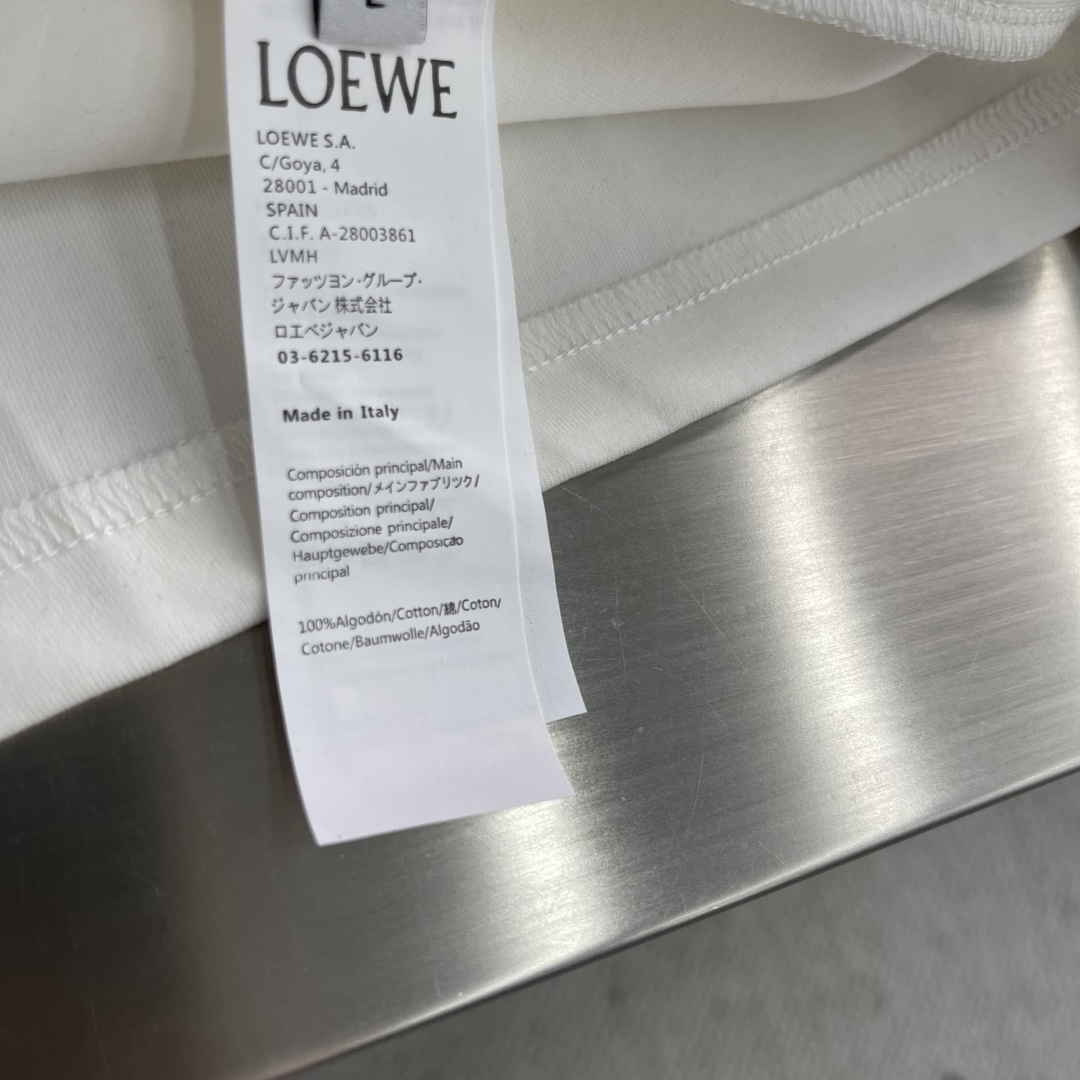 L
LOEWE
LOEWE S.A.
C/Goya, 4
28001 - Madrid
SPAIN
C.I.F. A-28003861
LVMH
ファッツヨン·グループ·
ジャパン 株式会社
ロエベジャパン
03-6215-6116
Made in Italy
Composición principal/Main
composition/メインファブリツク/
Composition principal/
Composizione principale/
Hauptgewebe/Composição
principal
100%Algodón/Cotton/綿/Coton/
Cotone/Baumwolle/Algodão